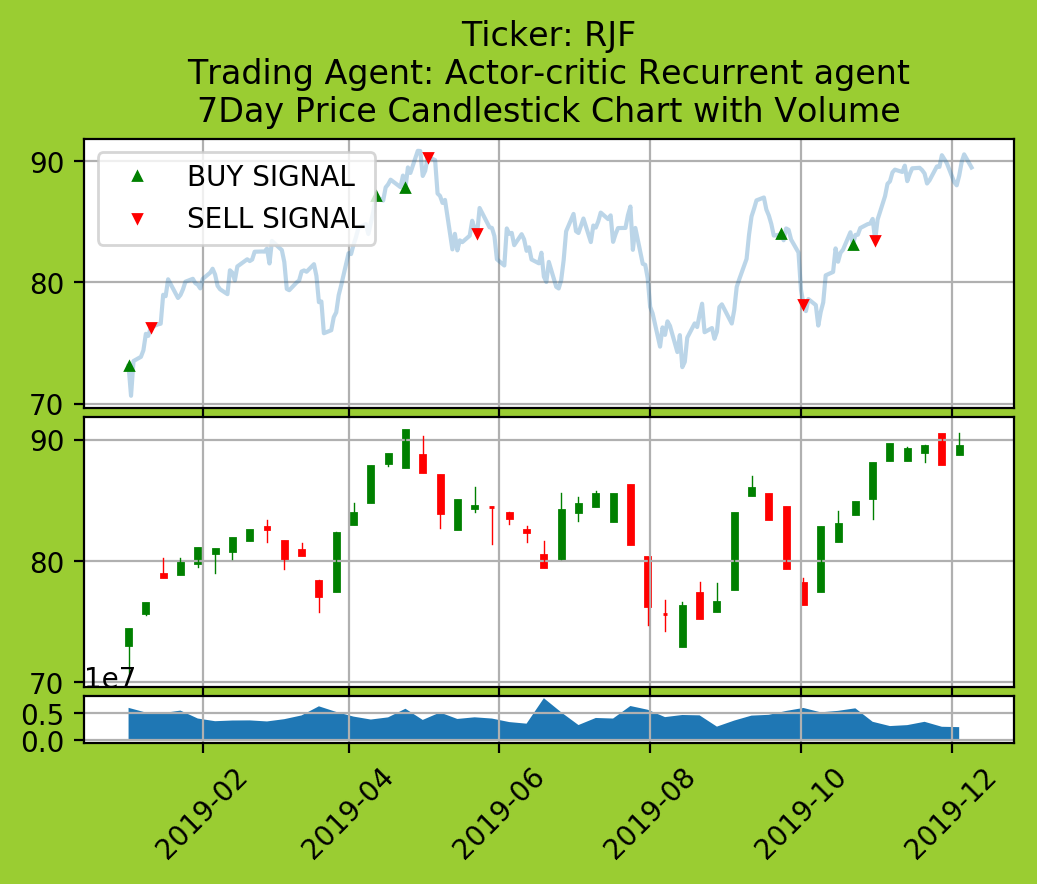 Ticker: RJF
Trading Agent: Actor-critic Recurrent agent
7Day Price Candlestick Chart with Volume
BUY SIGNAL
SELL SIGNAL
90
80
70
90
80
70
1e7
0.5
0.0
2019-02
2019-04
2019-06
2019-08
2019-10
2019-12